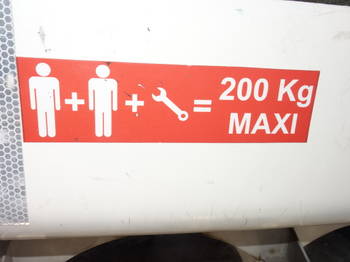 + + = 200 Kg
MAXI